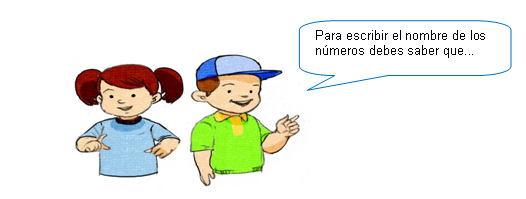 Para escribir el nombre de los
números debes saber que...